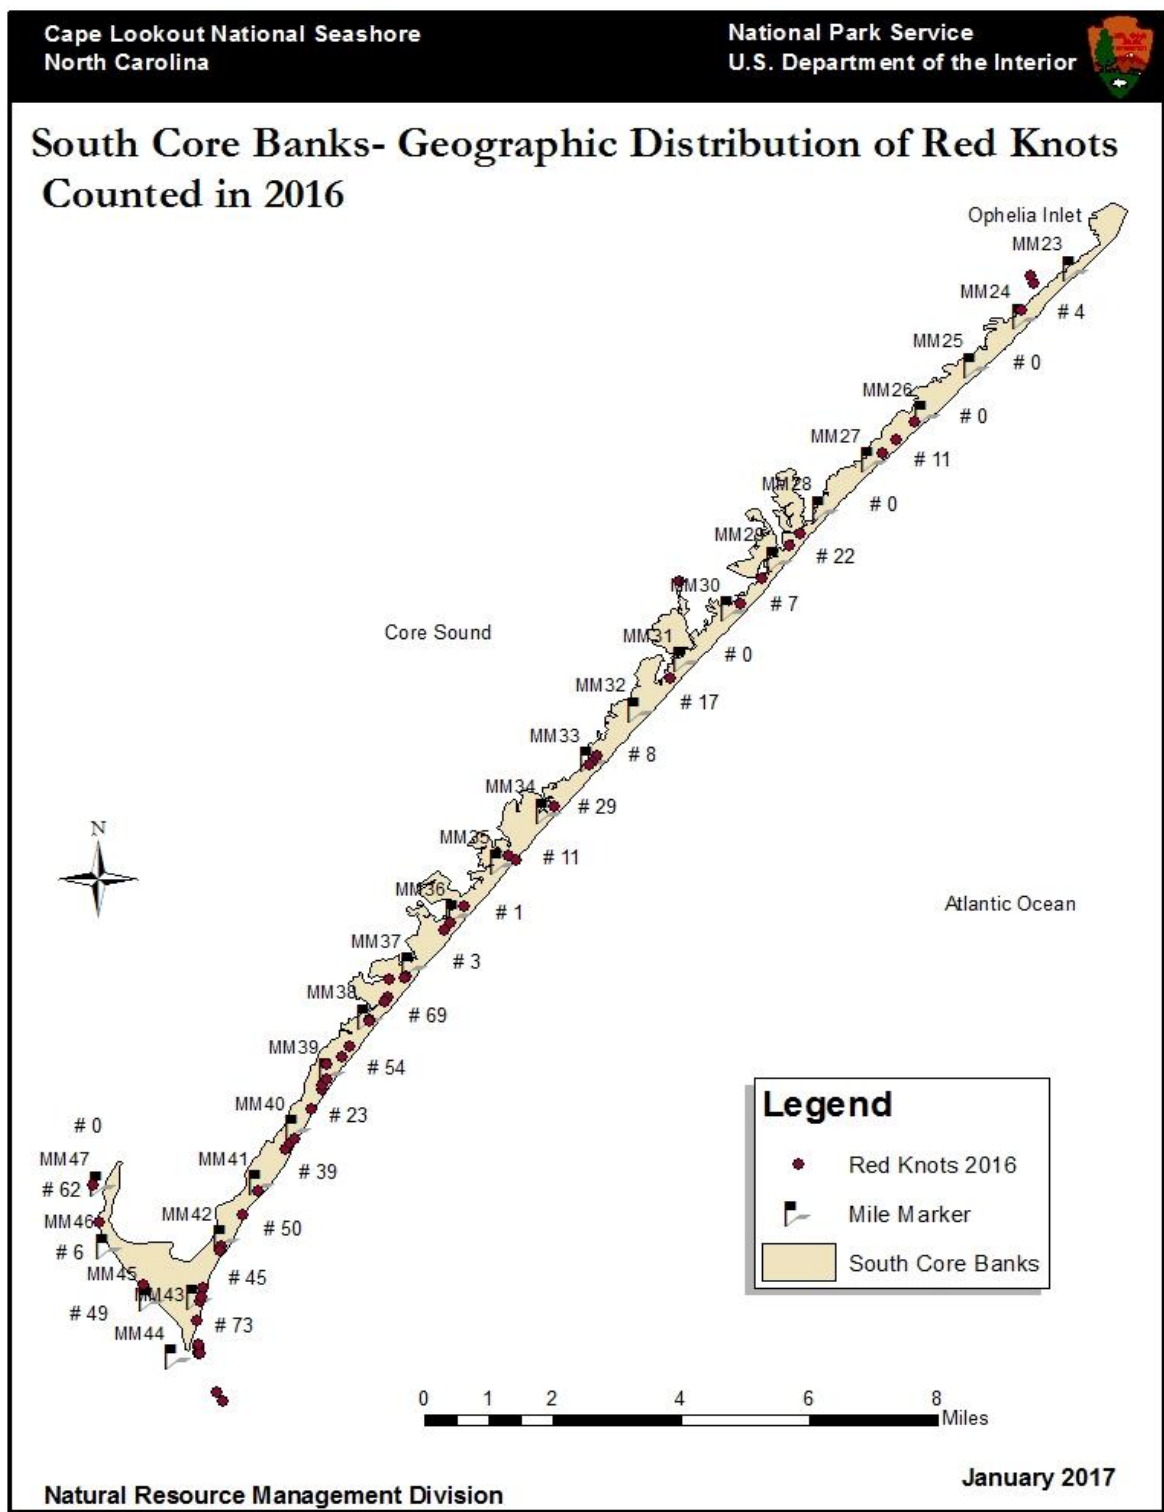 Cape Lookout National Seashore
North Carolina
National Park Service
U.S. Department of the Interior
South Core Banks- Geographic Distribution of Red Knots
Counted in 2016
Ophelia Inlet
MM23
# 4
MM24
# 0
MM25
# 0
MM26
# 11
MM27
# 0
MM28
# 22
MM29
# 7
MM30
# 0
Core Sound
MM31
# 17
MM32
# 8
MM33
# 29
MM34
# 11
MM35
# 1
MM36
# 3
MM37
# 69
MM38
# 54
MM39
# 23
MM40
# 39
MM41
# 50
MM42
# 45
MM43
# 73
MM44
# 49
MM45
# 6
MM46
# 62
MM47
# 0
N
Atlantic Ocean
Legend
Red Knots 2016
Mile Marker
South Core Banks
0 1 2 4 6 8
Miles
January 2017
Natural Resource Management Division